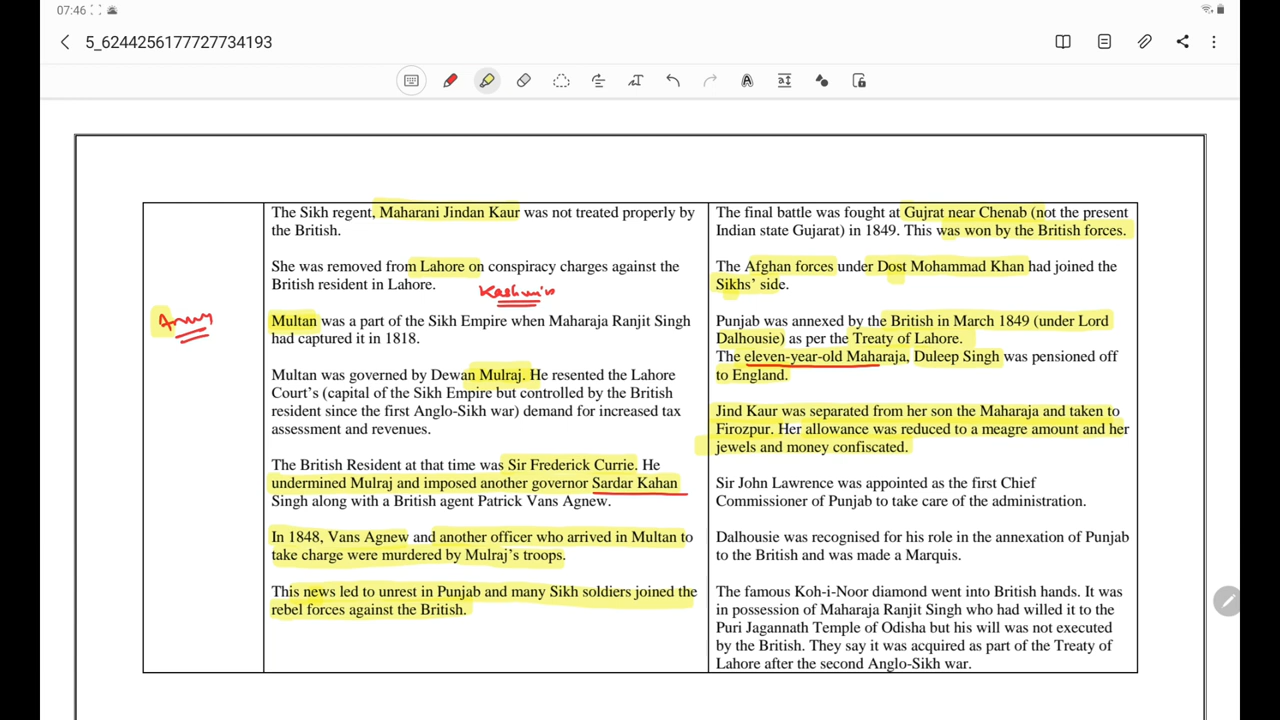 07:46
5_6244256177727734193
The Sikh regent, Maharani Jindan Kaur was not treated properly by
the British.
She was removed from Lahore on conspiracy charges against the
British resident in Lahore.
Kashmir
Army
Multan was a part of the Sikh Empire when Maharaja Ranjit Singh
had captured it in 1818.
Multan was governed by Dewan Mulraj. He resented the Lahore
Court's (capital of the Sikh Empire but controlled by the British
resident since the first Anglo-Sikh war) demand for increased tax
assessment and revenues.
The British Resident at that time was Sir Frederick Currie. He
undermined Mulraj and imposed another governor Sardar Kahan
Singh along with a British agent Patrick Vans Agnew.
In 1848, Vans Agnew and another officer who arrived in Multan to
take charge were murdered by Mulraj's troops.
This news led to unrest in Punjab and many Sikh soldiers joined the
rebel forces against the British.
The final battle was fought at Gujrat near Chenab (not the present
Indian state Gujarat) in 1849. This was won by the British forces.
The Afghan forces under Dost Mohammad Khan had joined the
Sikhs' side.
Punjab was annexed by the British in March 1849 (under Lord
Dalhousie) as per the Treaty of Lahore.
The eleven-year-old Maharaja, Duleep Singh was pensioned off
to England.
Jind Kaur was separated from her son the Maharaja and taken to
Firozpur. Her allowance was reduced to a meagre amount and her
jewels and money confiscated.
Sir John Lawrence was appointed as the first Chief
Commissioner of Punjab to take care of the administration.
Dalhousie was recognised for his role in the annexation of Punjab
to the British and was made a Marquis.
The famous Koh-i-Noor diamond went into British hands. It was
in possession of Maharaja Ranjit Singh who had willed it to the
Puri Jagannath Temple of Odisha but his will was not executed
by the British. They say it was acquired as part of the Treaty of
Lahore after the second Anglo-Sikh war.